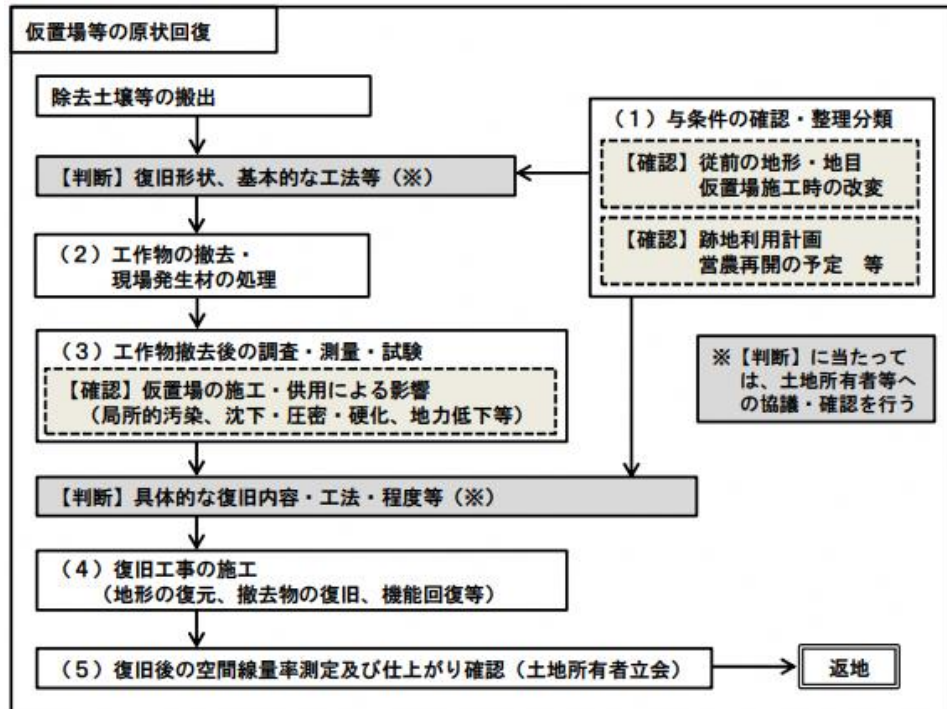 仮置場等の原状回復
除去土壌等の搬出
【判断】復旧形状、基本的な工法等（※）
（１）与条件の確認・整理分類
【確認】従前の地形・地目
仮置場施工時の改変
【確認】跡地利用計画
営農再開の予定　等
（２）工作物の撤去・
現場発生材の処理
（３）工作物撤去後の調査・測量・試験
【確認】仮置場の施工・供用による影響
（局所的汚染、沈下・圧密・硬化、地力低下等）
※【判断】に当たって
は、土地所有者等へ
の協議・確認を行う
【判断】具体的な復旧内容・工法・程度等（※）
（４）復旧工事の施工
（地形の復元、撤去物の復旧、機能回復等）
（５）復旧後の空間線量率測定及び仕上がり確認（土地所有者立会）
返地